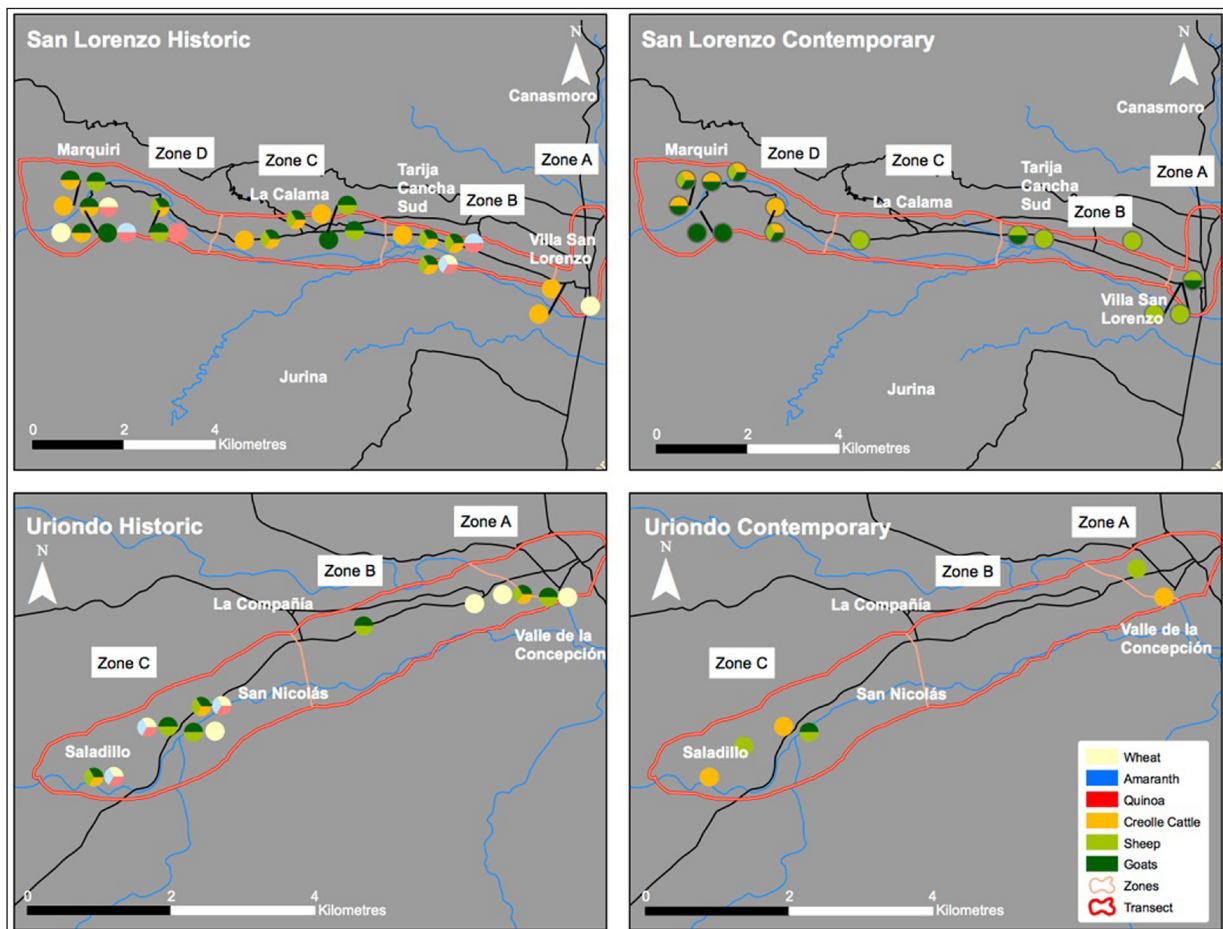 San Lorenzo Historic
N
Canasmoro
Marquiri
Zone D
Zone C
Zone A
Tarija
Cancha
Sud
La Calama
Zone B
Villa San
Lorenzo
Jurina
0 2 4
Kilometres
San Lorenzo Contemporary
N
Canasmoro
Marquiri
Zone D
Zone C
Zone A
Tarija
Cancha
Sud
La Calama
Zone B
Villa San
Lorenzo
Jurina
0 2 4
Kilometres
Uriondo Historic
N
Zone A
Zone B
La Compañía
Valle de la
Concepción
Zone C
San Nicolás
Saladillo
0 2 4
Kilometres
Uriondo Contemporary
N
Zone A
Zone B
La Compañía
Valle de la
Concepción
Zone C
San Nicolás
Saladillo
0 2 4
Kilometres
Wheat
Amaranth
Quinoa
Creolle Cattle
Sheep
Goats
Zones
Transect